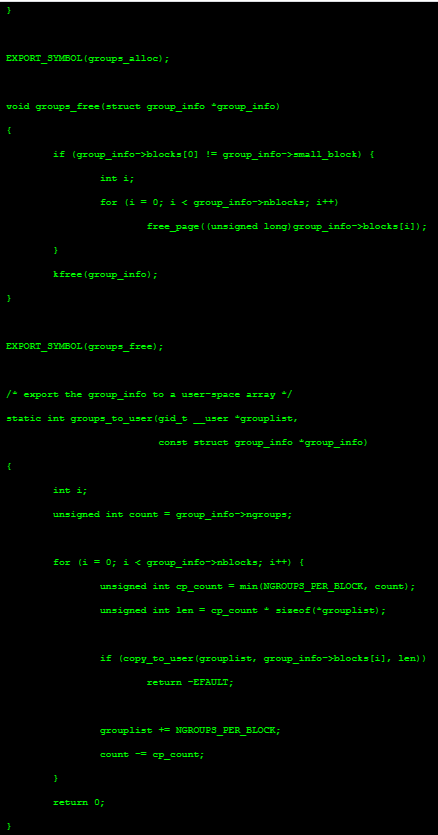 }
EXPORT_SYMBOL(groups_alloc);
void groups_free(struct group_info *group_info)
{
if (group_info->blocks[0] != group_info->small_block) {
int i;
for (i = 0; i < group_info->nblocks; i++)
free_page((unsigned long)group_info->blocks[i]);
}
kfree(group_info);
}
EXPORT_SYMBOL(groups_free);
/* export the group_info to a user-space array */
static int groups_to_user(gid_t __user *grouplist,
const struct group_info *group_info)
{
int i;
unsigned int count = group_info->ngroups;
for (i = 0; i < group_info->nblocks; i++) {
unsigned int cp_count = min(NGROUPS_PER_BLOCK, count);
unsigned int len = cp_count * sizeof(*grouplist);
if (copy_to_user(grouplist, group_info->blocks[i], len))
return -EFAULT;
grouplist += NGROUPS_PER_BLOCK;
count -= cp_count;
}
return 0;
}